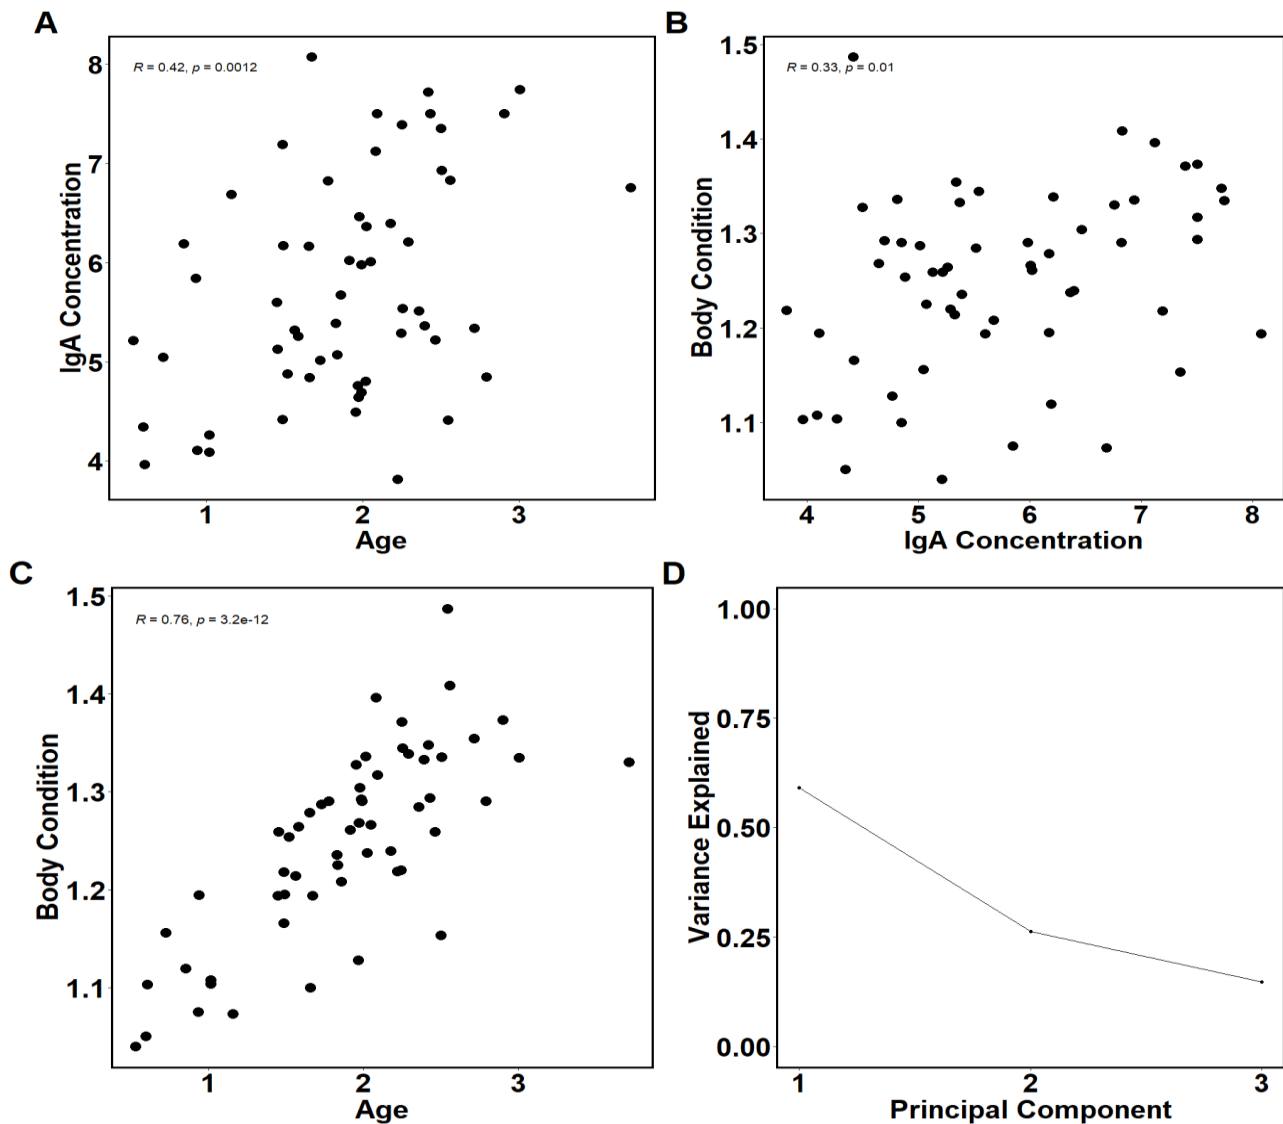 A
R = 0.42, p = 0.0012
IgA Concentration
8
7
6
5
4
1 2 3
Age
B
R = 0.33, p = 0.01
Body Condition
1.5
1.4
1.3
1.2
1.1
4 5 6 7 8
IgA Concentration
C
R = 0.76, p = 3.2e-12
Body Condition
1.5
1.4
1.3
1.2
1.1
1 2 3
Age
D
Variance Explained
1.00
0.75
0.50
0.25
0.00
1 2 3
Principal Component